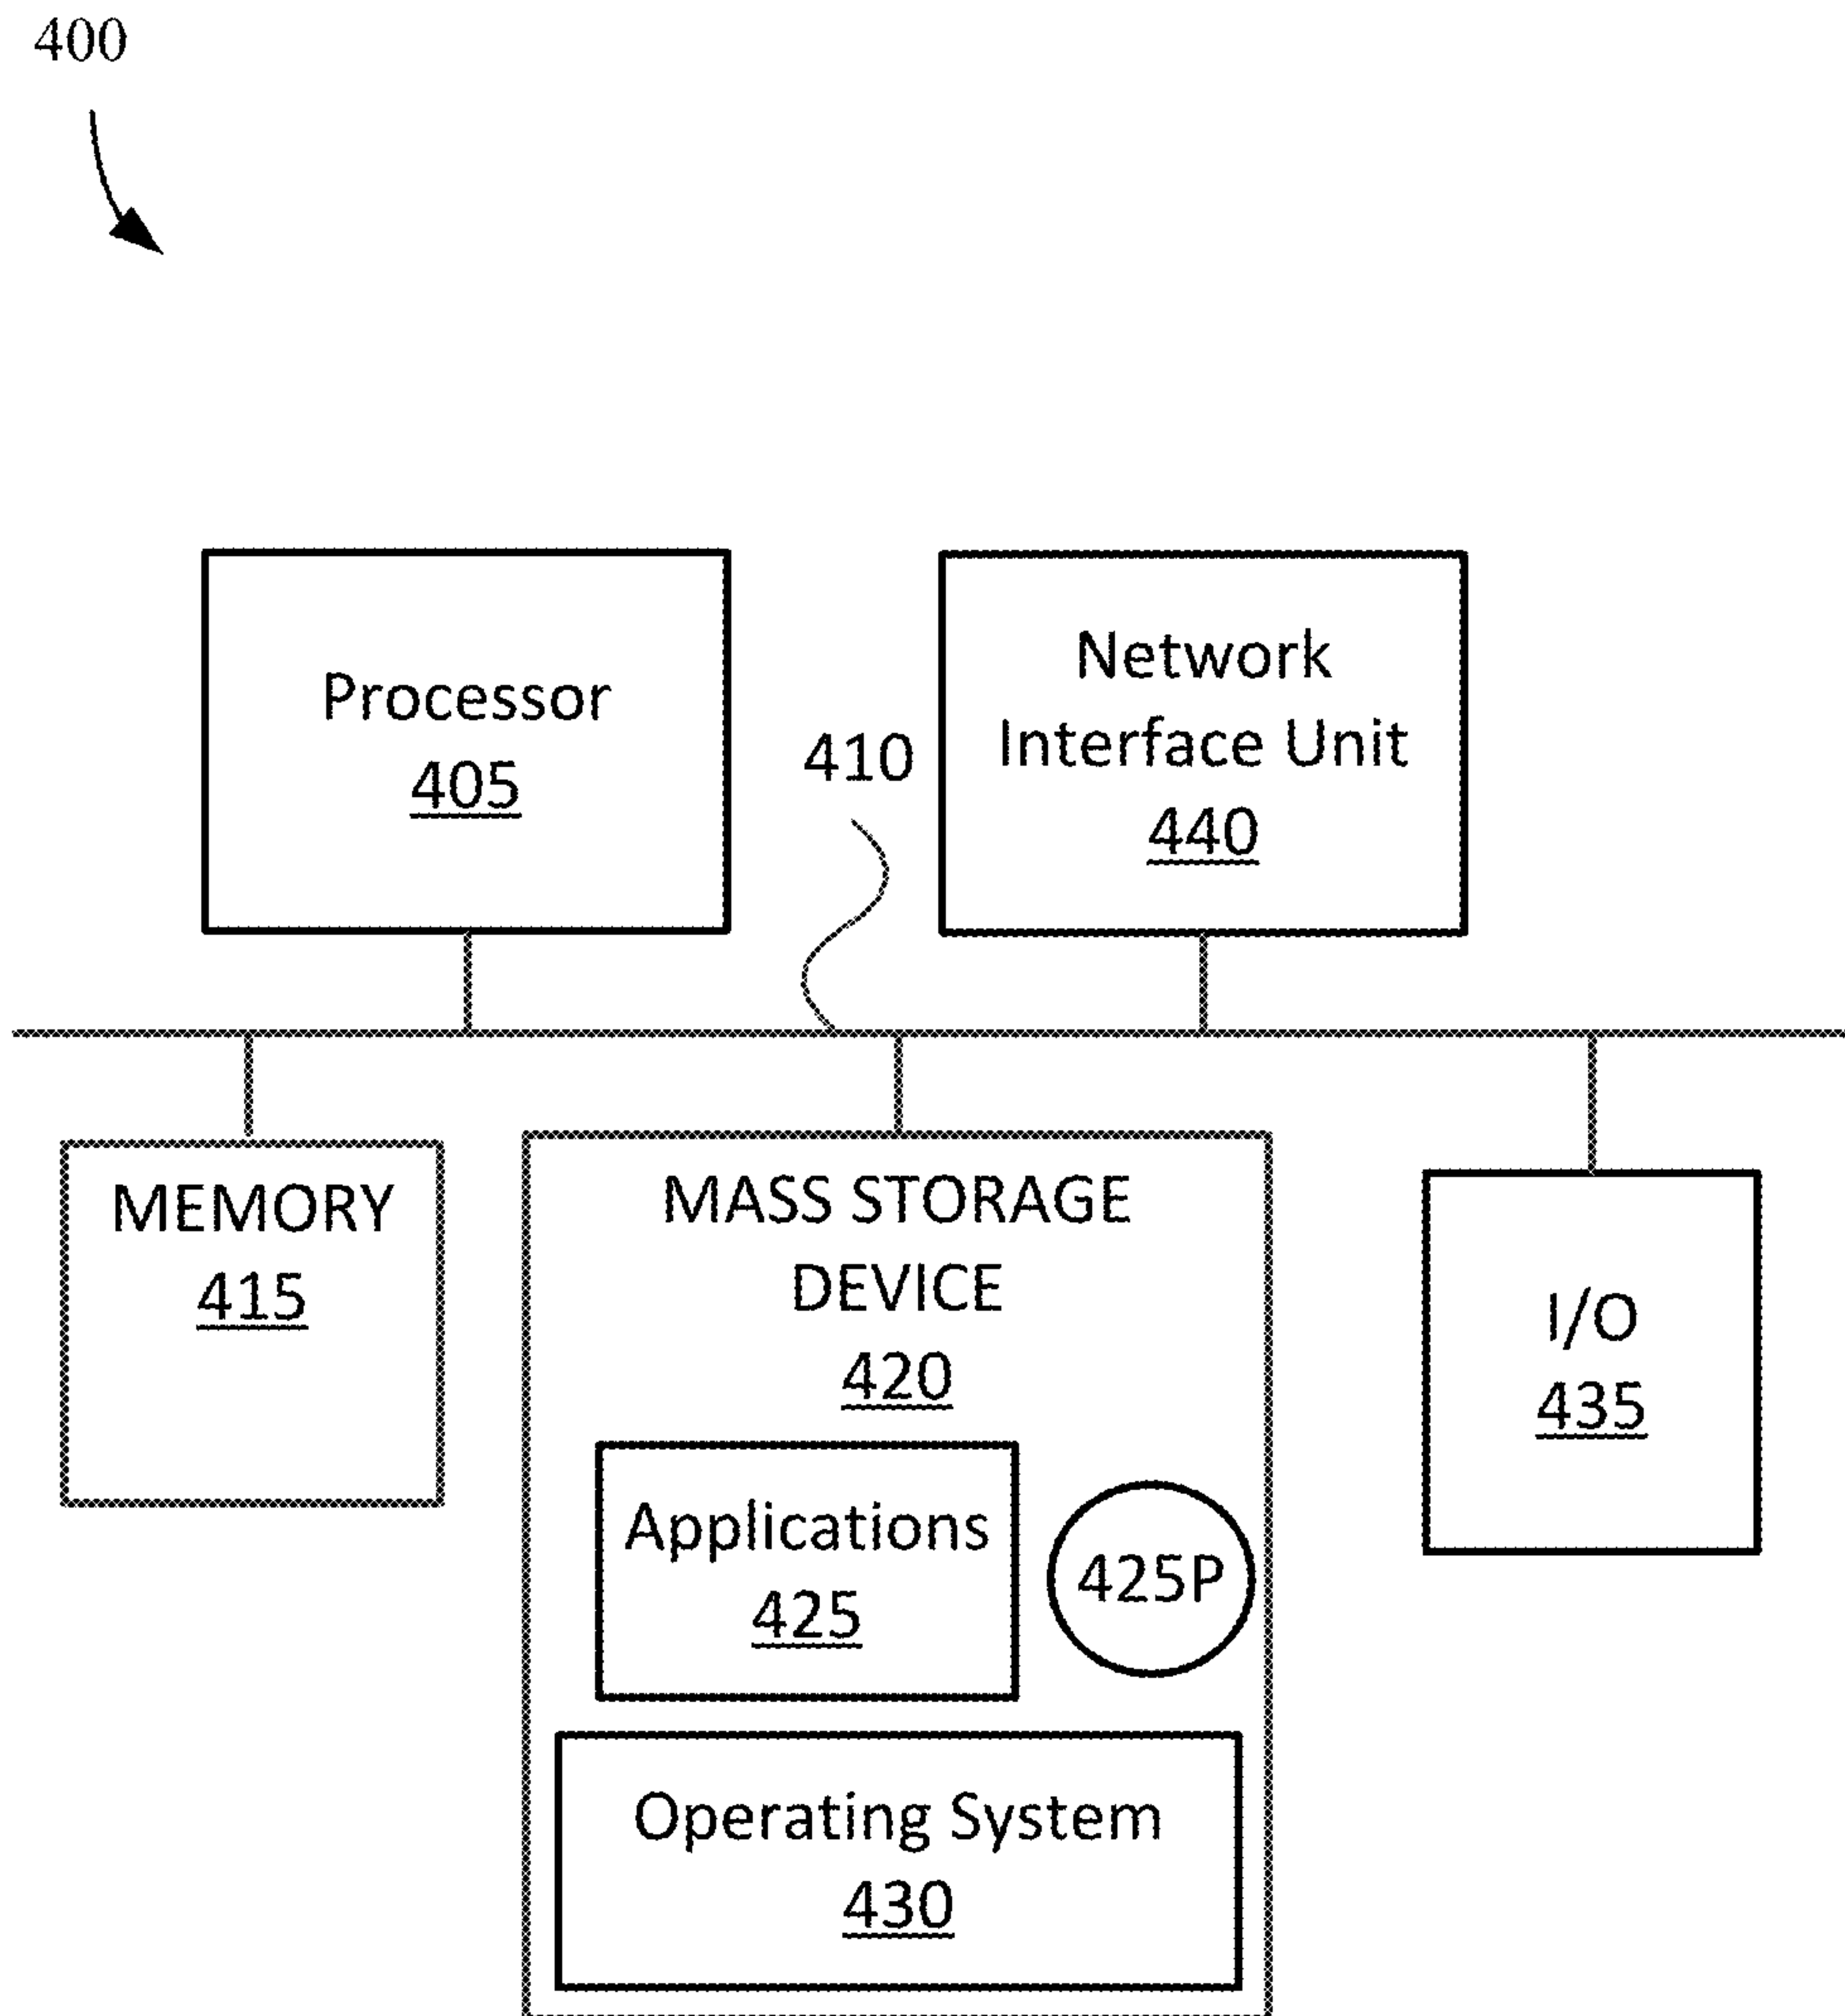 400
Processor
405
410
Network
Interface Unit
440
MEMORY
415
MASS STORAGE
DEVICE
420
Applications
425
425P
Operating System
430
I/O
435